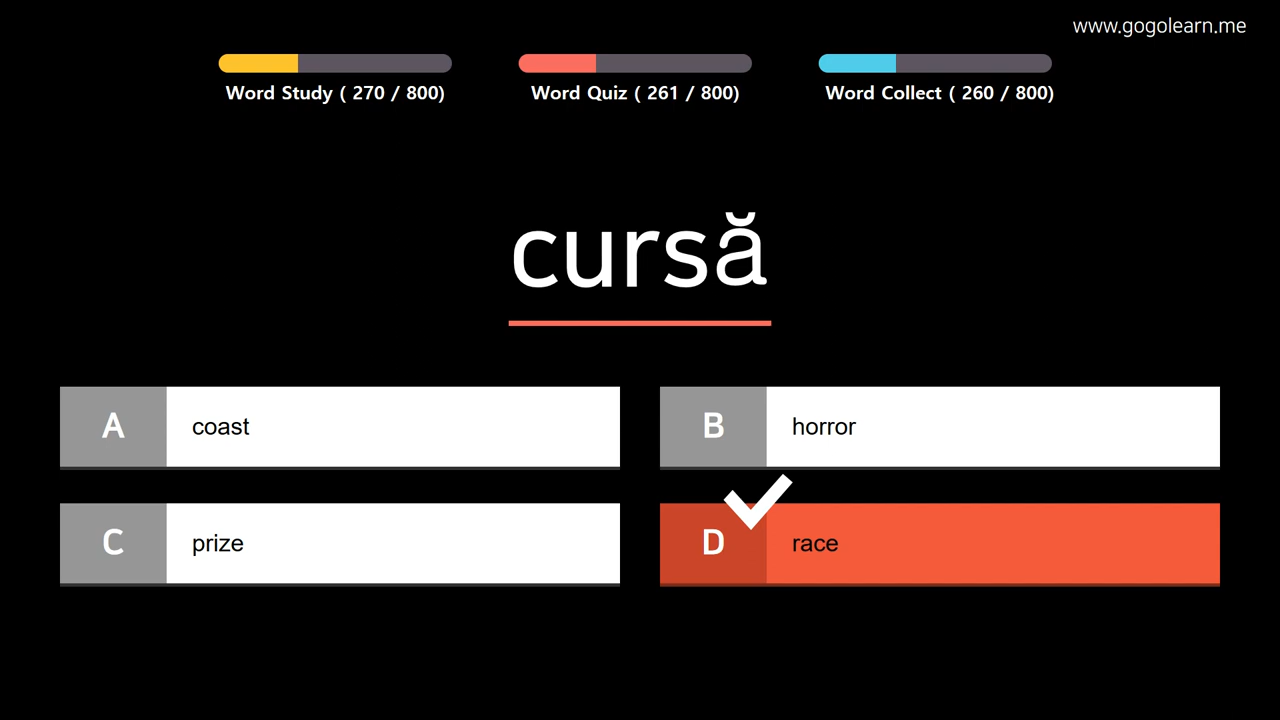 www.gogolearn.me
Word Study ( 270 / 800)
Word Quiz ( 261 / 800)
Word Collect ( 260 / 800)
cursă
A coast
B horror
C prize
D race